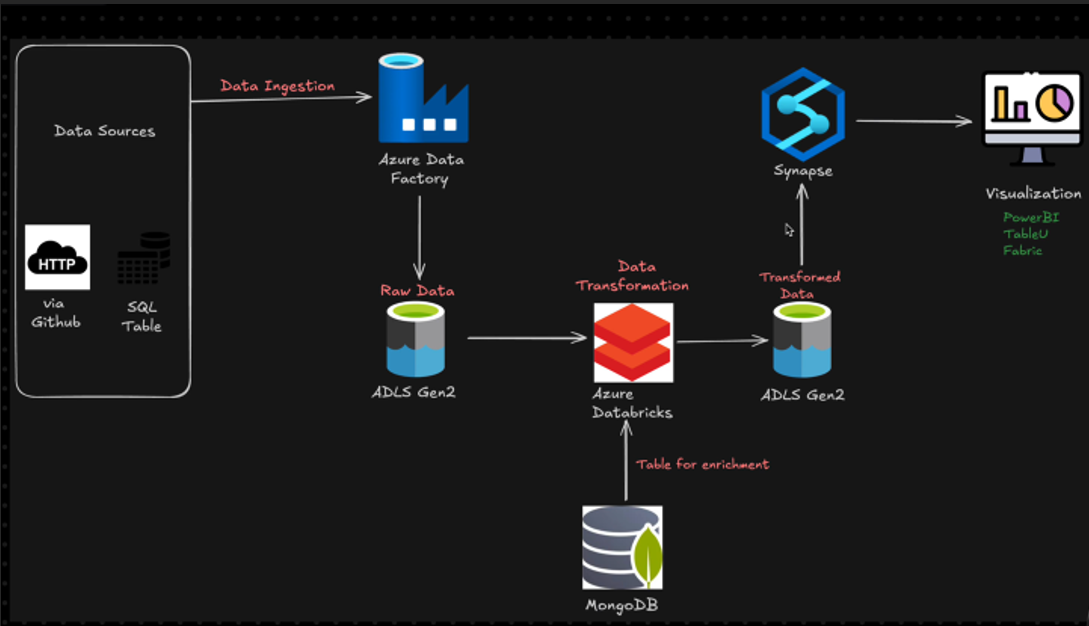 Data Sources
HTTP
via
Github
SQL
Table
Data Ingestion
Azure Data
Factory
Raw Data
ADLS Gen2
Data
Transformation
Azure
Databricks
Table for enrichment
MongoDB
Transformed
Data
ADLS Gen2
Synapse
Visualization
PowerBI
TableU
Fabric